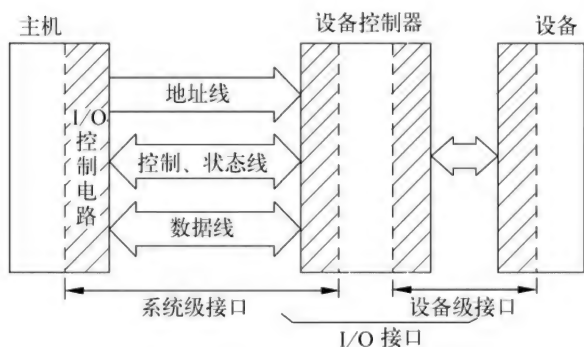 主机
设备控制器
设备
I/O
控制电路
地址线
控制、状态线
数据线
系统级接口
设备级接口
I/O 接口